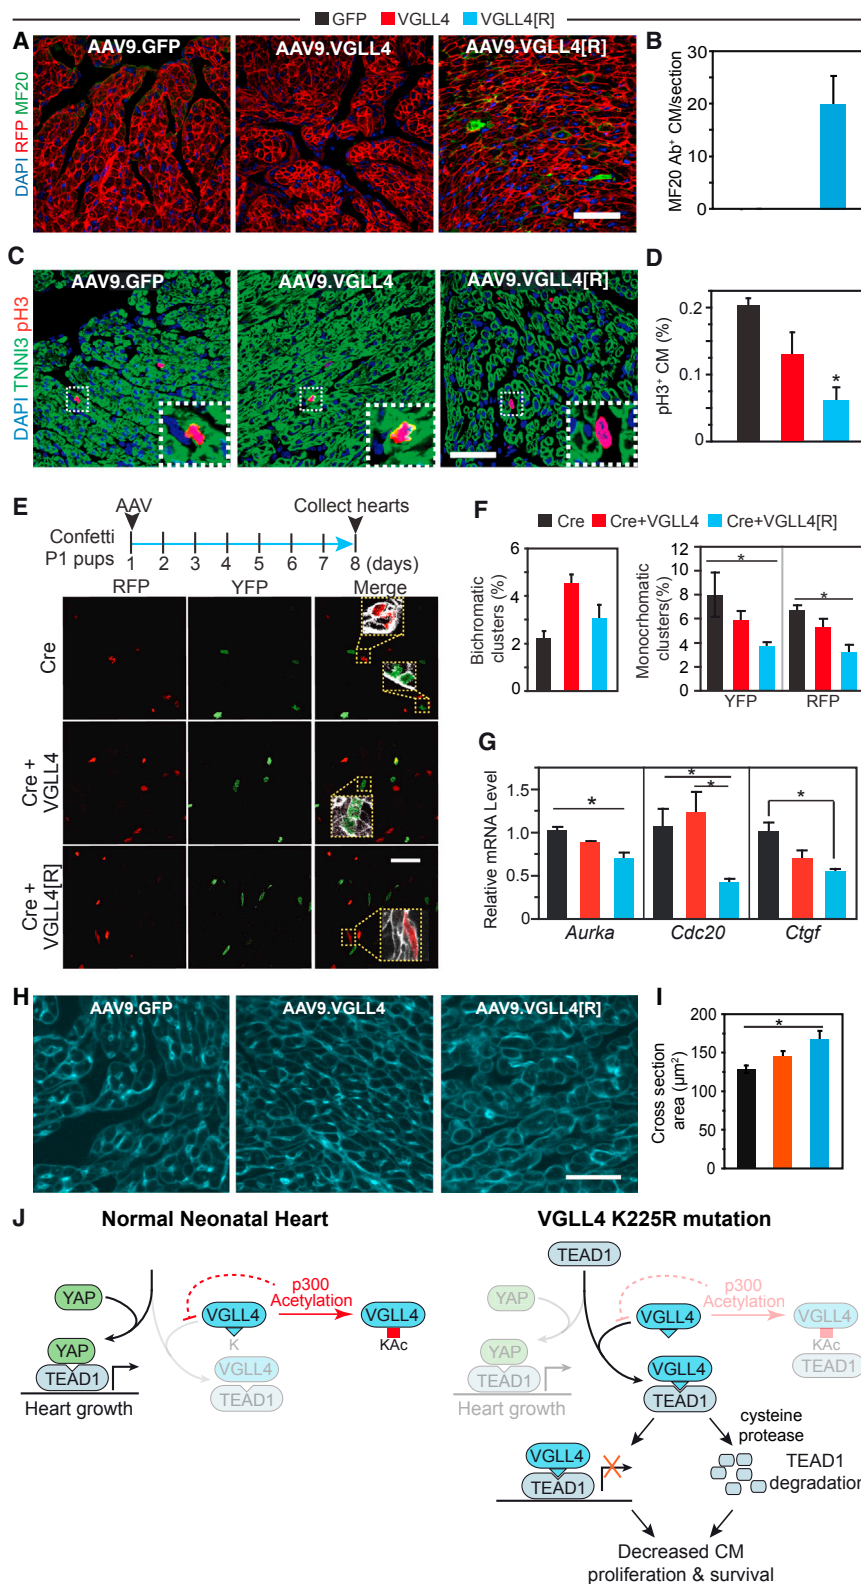 GFP VGLL4 VGLL4[R]
A
AAV9.GFP
AAV9.VGLL4
AAV9.VGLL4[R]
DAPI RFP MF20
B
MF20 Ab⁺ CM/section
30
20
10
0
C
AAV9.GFP
AAV9.VGLL4
AAV9.VGLL4[R]
DAPI TNNI3 pH3
D
pH3⁺ CM (%)
0.2
0.1
0
*
E
AAV
Collect hearts
Confetti
P1 pups
1 2 3 4 5 6 7 8 (days)
RFP YFP Merge
Cre
Cre +
VGLL4
Cre +
VGLL4[R]
F
Cre Cre+VGLL4 Cre+VGLL4[R]
Bichromatic
clusters (%)
6
4
2
0
Monocrhomatic
clusters(%)
12
10
8
6
4
2
0
*
*
YFP RFP
G
Relative mRNA Level
1.5
1.0
0.5
0
*
*
*
*
Aurka Cdc20 Ctgf
H
AAV9.GFP
AAV9.VGLL4
AAV9.VGLL4[R]
I
Cross section
area (µm²)
200
150
100
50
0
*
J
Normal Neonatal Heart
YAP
p300
Acetylation
VGLL4
K
VGLL4
KAc
YAP
TEAD1
VGLL4
TEAD1
Heart growth
VGLL4 K225R mutation
TEAD1
YAP
p300
Acetylation
VGLL4
VGLL4
KAc
TEAD1
YAP
TEAD1
Heart growth
VGLL4
TEAD1
cysteine
protease
VGLL4
TEAD1
TEAD1
degradation
Decreased CM
proliferation & survival